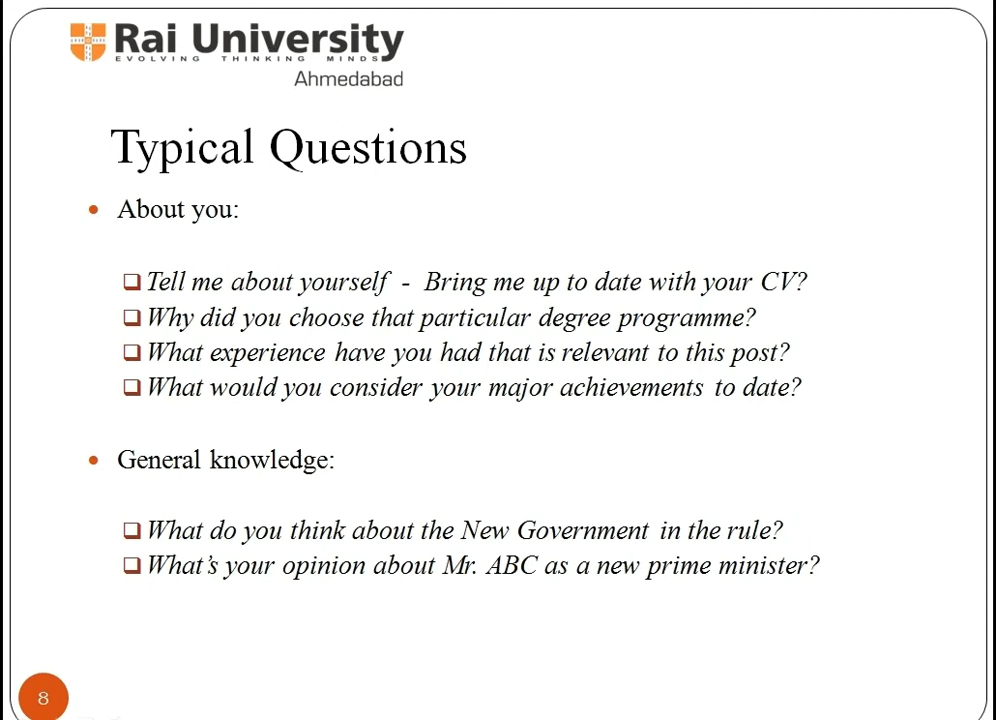 Rai University
EVOLVING THINKING MINDS
Ahmedabad
Typical Questions
• About you:
❑ Tell me about yourself - Bring me up to date with your CV?
❑ Why did you choose that particular degree programme?
❑ What experience have you had that is relevant to this post?
❑ What would you consider your major achievements to date?
• General knowledge:
❑ What do you think about the New Government in the rule?
❑ What’s your opinion about Mr. ABC as a new prime minister?
8